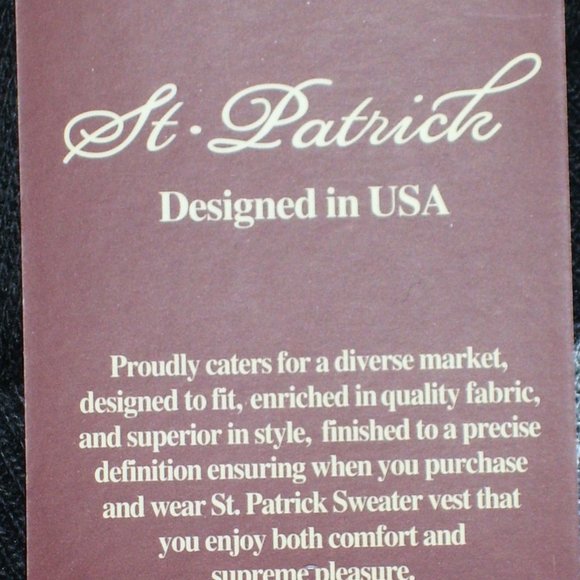 St. Patrick
Designed in USA
Proudly caters for a diverse market,
designed to fit, enriched in quality fabric,
and superior in style, finished to a precise
definition ensuring when you purchase
and wear St. Patrick Sweater vest that
you enjoy both comfort and
supreme pleasure.